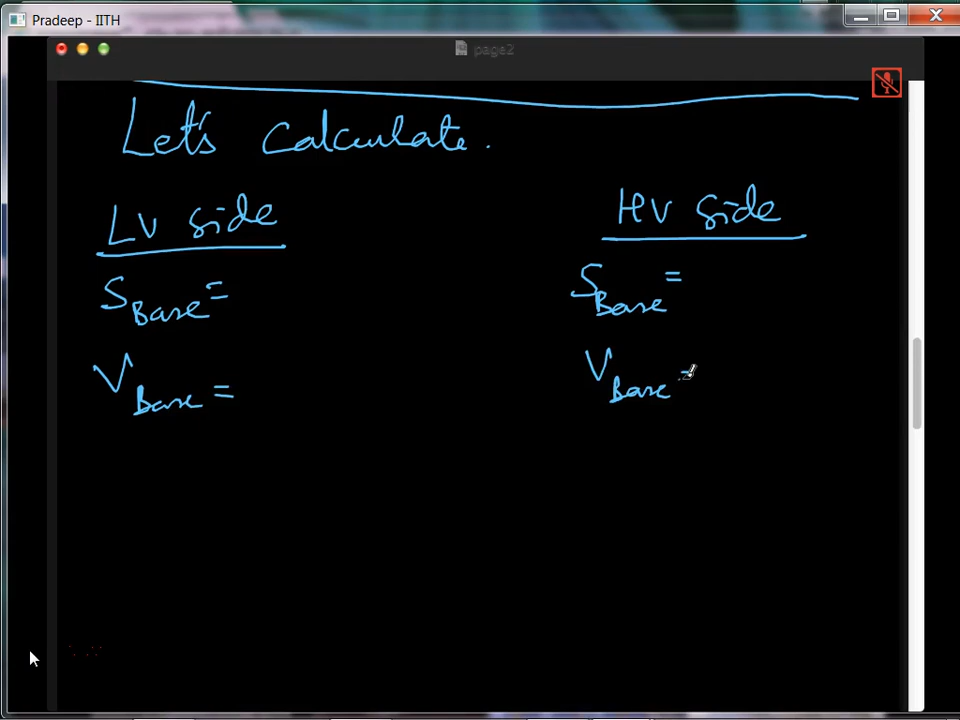 Pradeep - IITH
page2
Let's Calculate.
LV side
HV side
SBase =
SBase =
VBase =
VBase =